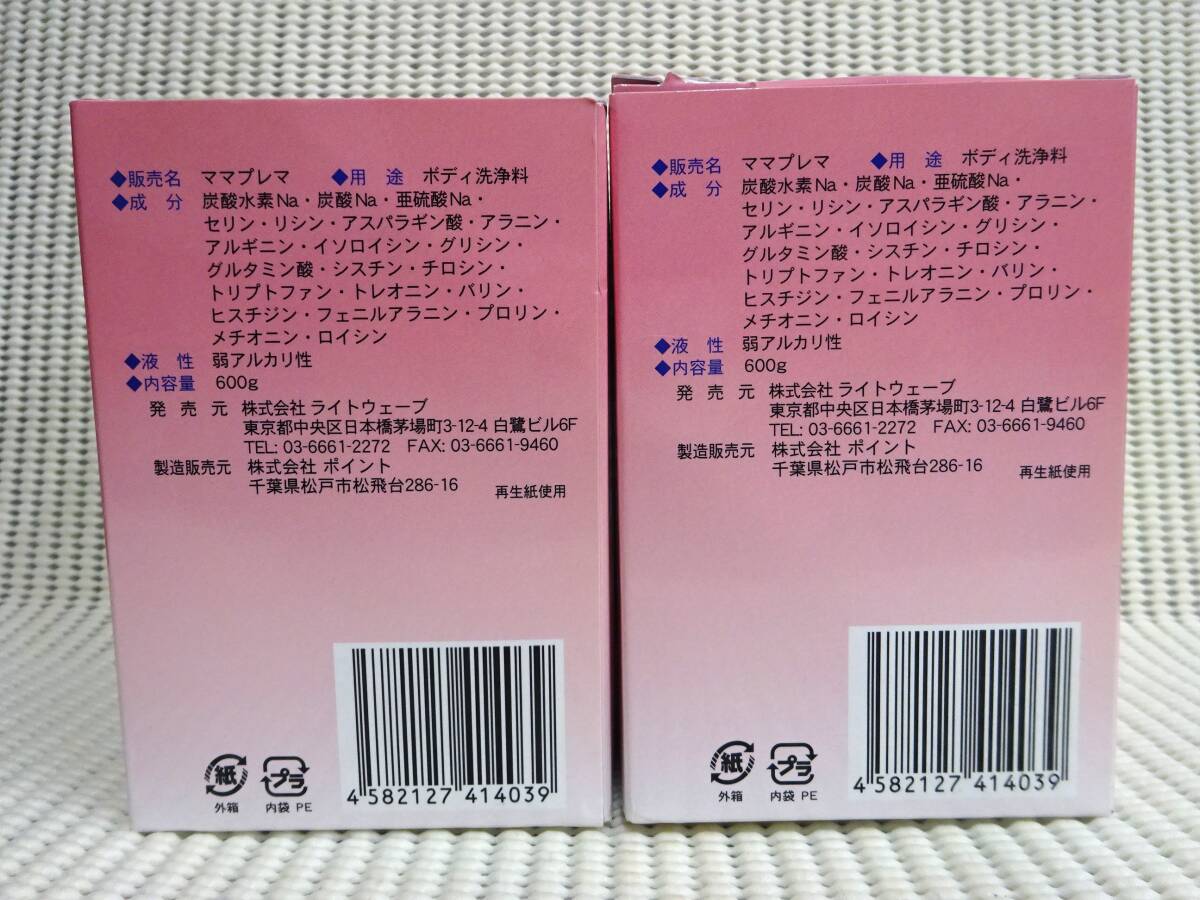 ◆販売名 ママプレマ ◆用 途 ボディ洗浄料
◆成 分 炭酸水素Na・炭酸Na・亜硫酸Na・
セリン・リシン・アスパラギン酸・アラニン・
アルギニン・イソロイシン・グリシン・
グルタミン酸・シスチン・チロシン・
トリプトファン・トレオニン・バリン・
ヒスチジン・フェニルアラニン・プロリン・
メチオニン・ロイシン
◆液 性 弱アルカリ性
◆内容量 600g
発 売 元 株式会社 ライトウェーブ
東京都中央区日本橋茅場町3-12-4 白鷺ビル6F
TEL: 03-6661-2272 FAX: 03-6661-9460
製造販売元 株式会社 ポイント
千葉県松戸市松飛台286-16 再生紙使用
紙 プラ
外箱 内袋 PE
4 582127 414039
◆販売名 ママプレマ ◆用 途 ボディ洗浄料
◆成 分 炭酸水素Na・炭酸Na・亜硫酸Na・
セリン・リシン・アスパラギン酸・アラニン・
アルギニン・イソロイシン・グリシン・
グルタミン酸・シスチン・チロシン・
トリプトファン・トレオニン・バリン・
ヒスチジン・フェニルアラニン・プロリン・
メチオニン・ロイシン
◆液 性 弱アルカリ性
◆内容量 600g
発 売 元 株式会社 ライトウェーブ
東京都中央区日本橋茅場町3-12-4 白鷺ビル6F
TEL: 03-6661-2272 FAX: 03-6661-9460
製造販売元 株式会社 ポイント
千葉県松戸市松飛台286-16 再生紙使用
紙 プラ
外箱 内袋 PE
4 582127 414039